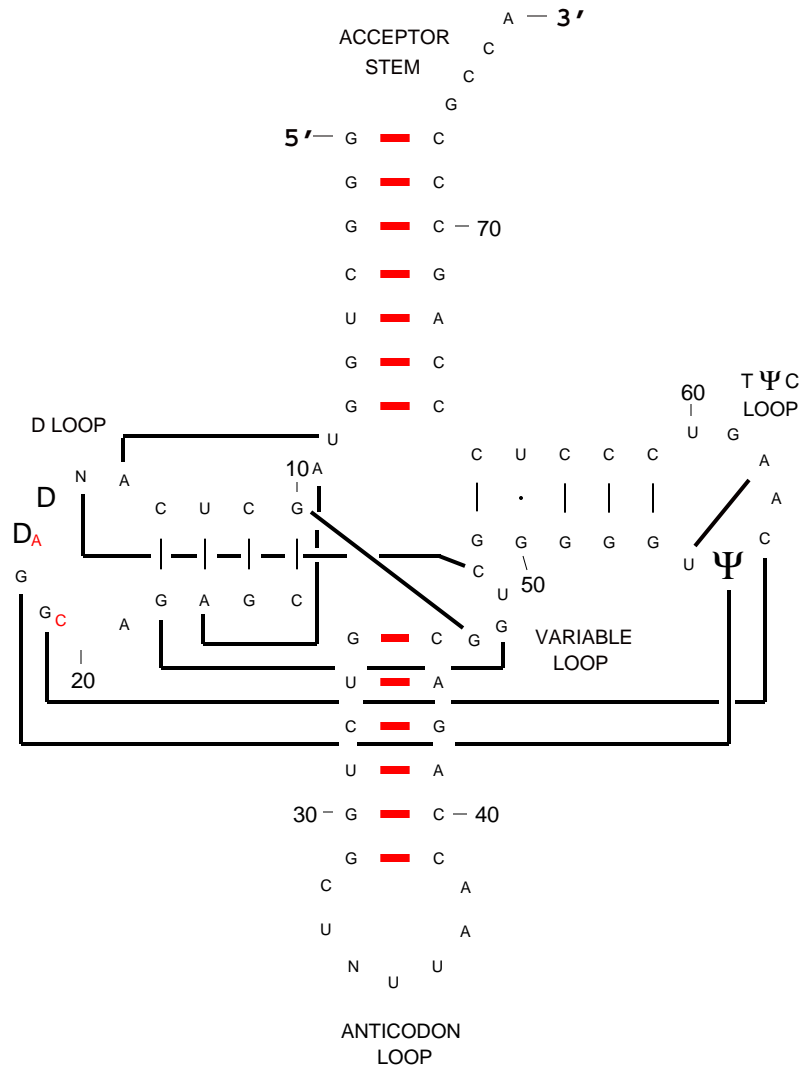 A — 3′
ACCEPTOR
STEM
C
C
G
5′ G C
G C
G C 70
C G
U A
G C
G C
60
T Ψ C
LOOP
D LOOP
U
U G
A
N A
10 A
C U C C C
A
D
C U C G
D A
G G G G G
C
U Ψ
G
C
50
U
G A G C
G C
A
G
G C
G
VARIABLE
LOOP
20
U A
C G
U A
30 G C 40
G C
C A
U A
N U U
ANTICODON
LOOP